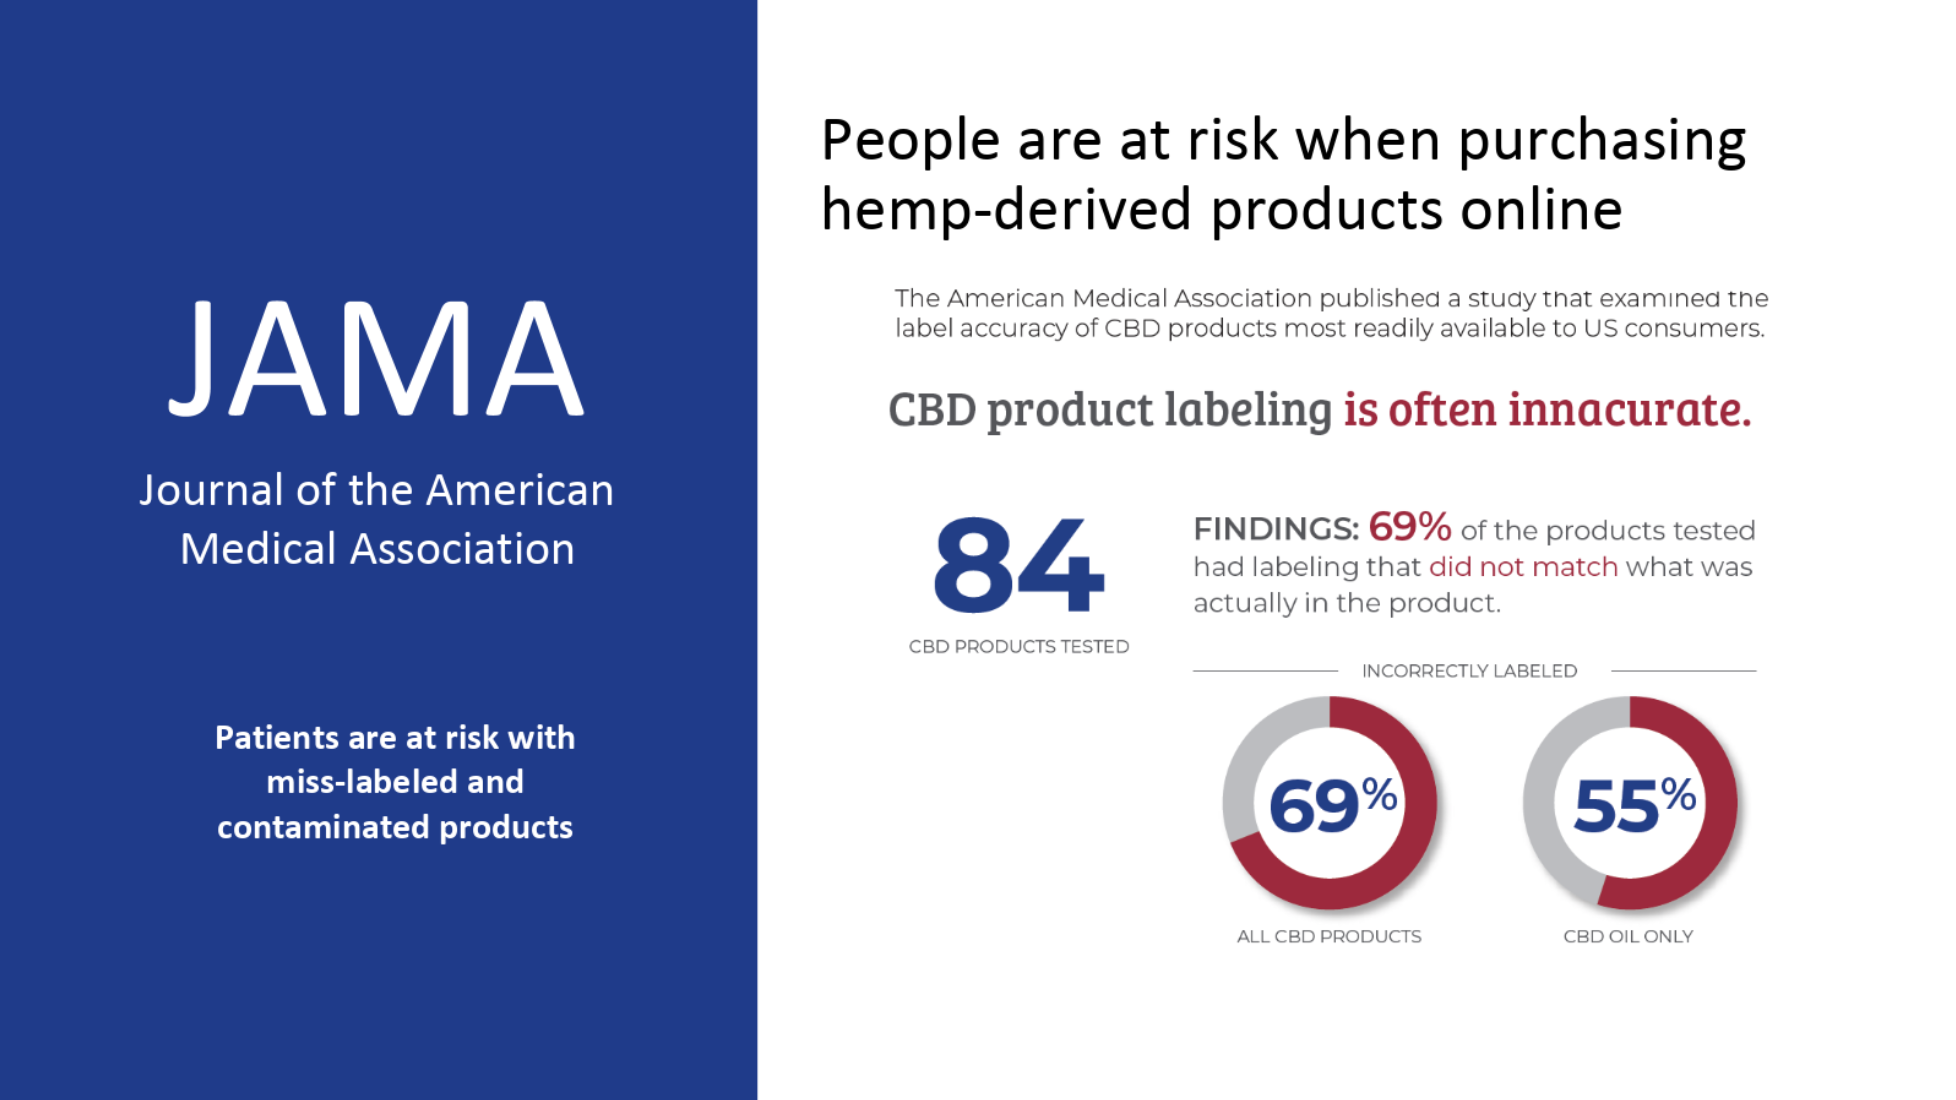 JAMA
Journal of the American
Medical Association
Patients are at risk with
miss-labeled and
contaminated products
People are at risk when purchasing
hemp-derived products online
The American Medical Association published a study that examined the
label accuracy of CBD products most readily available to US consumers.
CBD product labeling is often innacurate.
84
CBD PRODUCTS TESTED
FINDINGS: 69% of the products tested
had labeling that did not match what was
actually in the product.
INCORRECTLY LABELED
69%
ALL CBD PRODUCTS
55%
CBD OIL ONLY